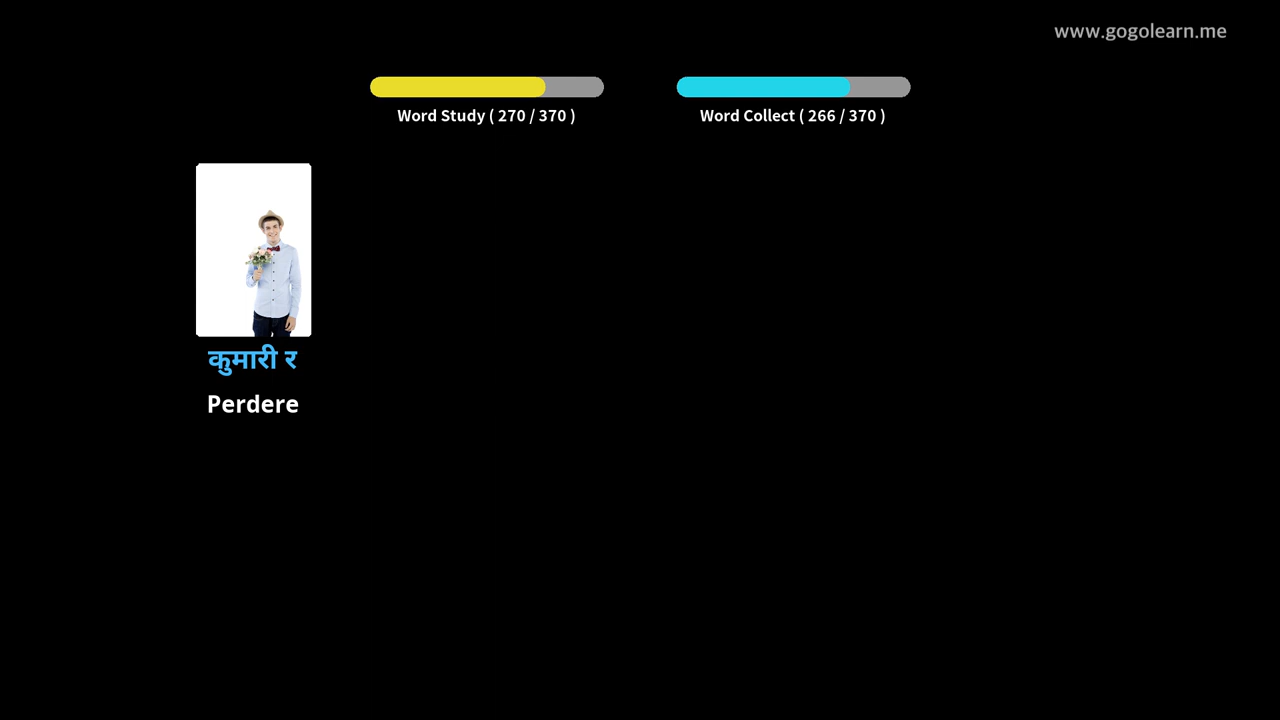 www.gogolearn.me
Word Study ( 270 / 370 )
Word Collect ( 266 / 370 )
कुमारी र
Perdere